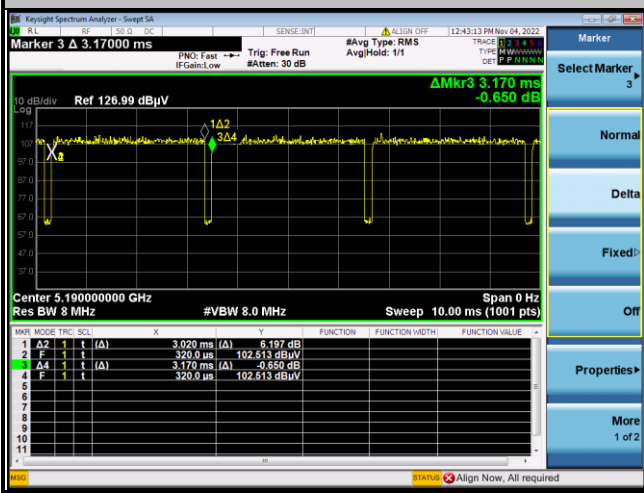 Keysight Spectrum Analyzer - Swept SA
RL RF 50 Ω DC SENSE:INT ALIGN OFF 12:43:13 PM Nov 04, 2022
Marker 3 Δ 3.17000 ms
PNO: Fast
IFGain:Low
Trig: Free Run
#Atten: 30 dB
#Avg Type: RMS
Avg|Hold: 1/1
TRACE 1 2 3 4 5 6
TYPE MWWWWW
DET P P N N N N
ΔMkr3 3.170 ms
-0.650 dB
10 dB/div Ref 126.99 dBµV
Log
117
107
97.0
87.0
77.0
67.0
57.0
47.0
37.0
1Δ2
3Δ4
Center 5.190000000 GHz Span 0 Hz
Res BW 8 MHz #VBW 8.0 MHz Sweep 10.00 ms (1001 pts)
MKR MODE TRC SCL X Y FUNCTION FUNCTION WIDTH FUNCTION VALUE
1 Δ2 1 t (Δ) 3.020 ms (Δ) 6.197 dB
2 F 1 t 320.0 µs 102.513 dBµV
3 Δ4 1 t (Δ) 3.170 ms (Δ) -0.650 dB
4 F 1 t 320.0 µs 102.513 dBµV
5
6
7
8
9
10
11
MSG STATUS Align Now, All required
Marker
Select Marker
3
Normal
Delta
Fixed
Off
Properties
More
1 of 2